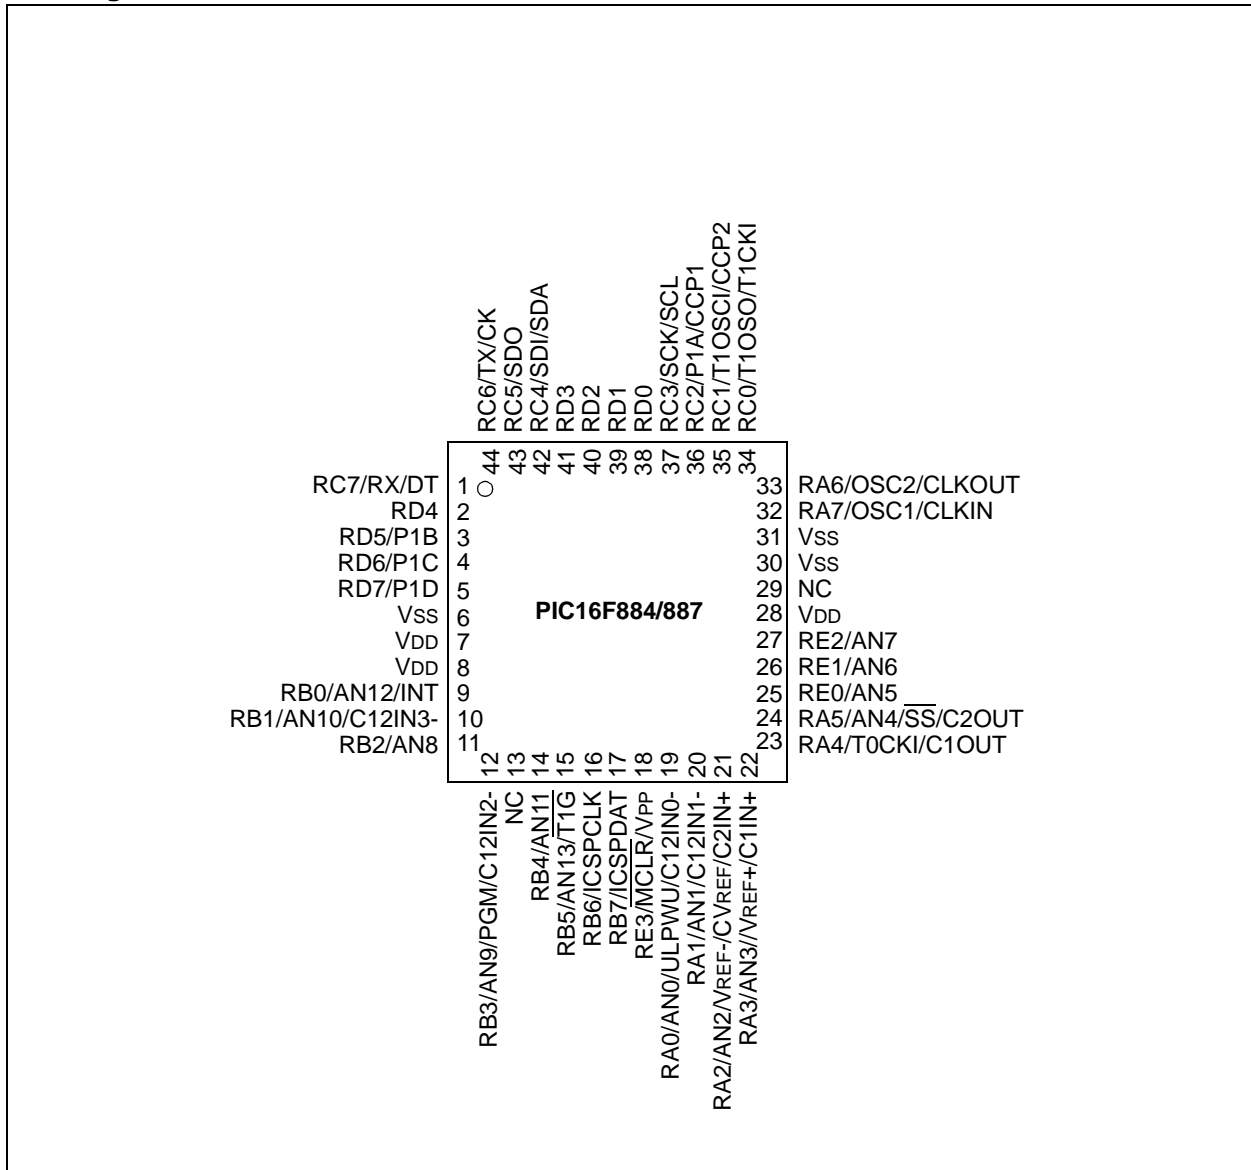 RC6/TX/CK
RC5/SDO
RC4/SDI/SDA
RD3
RD2
RD1
RD0
RC3/SCK/SCL
RC2/P1A/CCP1
RC1/T1OSCI/CCP2
RC0/T1OSO/T1CKI
44
43
42
41
40
39
38
37
36
35
34
RC7/RX/DT 1
RD4 2
RD5/P1B 3
RD6/P1C 4
RD7/P1D 5
VSS 6
VDD 7
VDD 8
RB0/AN12/INT 9
RB1/AN10/C12IN3- 10
RB2/AN8 11
PIC16F884/887
33 RA6/OSC2/CLKOUT
32 RA7/OSC1/CLKIN
31 VSS
30 VSS
29 NC
28 VDD
27 RE2/AN7
26 RE1/AN6
25 RE0/AN5
24 RA5/AN4/SS/C2OUT
23 RA4/T0CKI/C1OUT
12
13
14
15
16
17
18
19
20
21
22
RB3/AN9/PGM/C12IN2-
NC
RB4/AN11
RB5/AN13/T1G
RB6/ICSPCLK
RB7/ICSPDAT
RE3/MCLR/VPP
RA0/AN0/ULPWU/C12IN0-
RA1/AN1/C12IN1-
RA2/AN2/VREF-/CVREF/C2IN+
RA3/AN3//VREF+/C1IN+